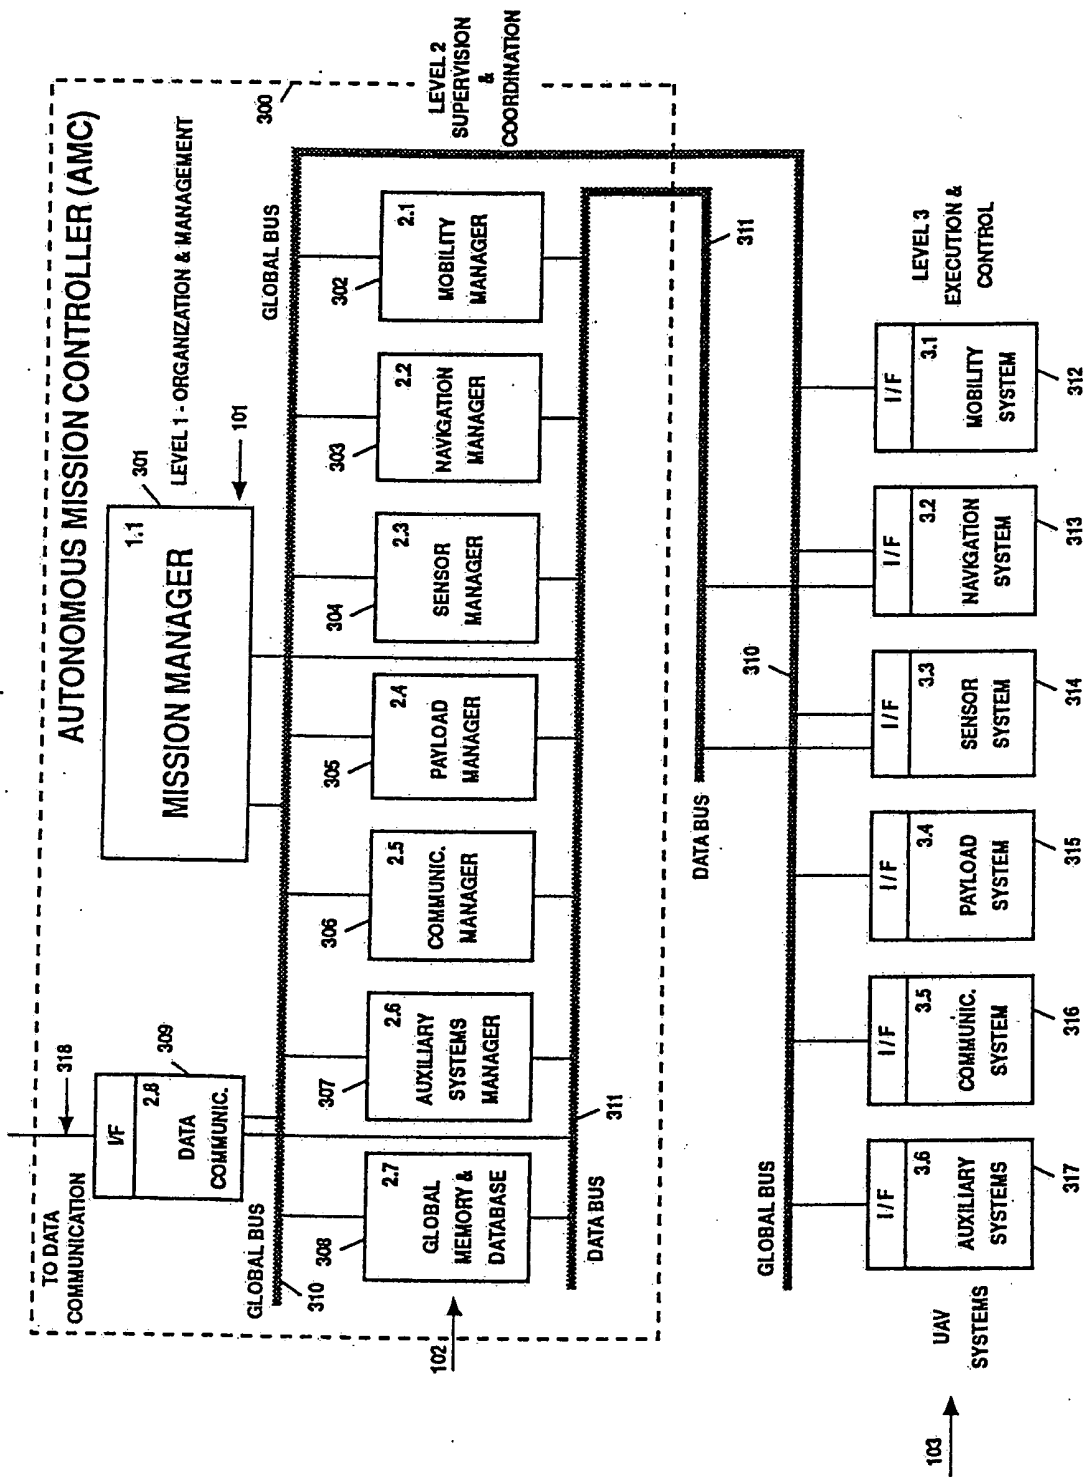 AUTONOMOUS MISSION CONTROLLER (AMC)
300
TO DATA
COMMUNICATION
318
I/F
2.8
DATA
COMMUNIC.
309
1.1
MISSION MANAGER
301
LEVEL 1 - ORGANIZATION & MANAGEMENT
101
GLOBAL BUS
310
GLOBAL BUS
LEVEL 2
SUPERVISION
&
COORDINATION
102
308
2.7
GLOBAL
MEMORY &
DATABASE
307
2.6
AUXILIARY
SYSTEMS
MANAGER
306
2.5
COMMUNIC.
MANAGER
305
2.4
PAYLOAD
MANAGER
304
2.3
SENSOR
MANAGER
303
2.2
NAVIGATION
MANAGER
302
2.1
MOBILITY
MANAGER
DATA BUS
311
DATA BUS
311
GLOBAL BUS
310
LEVEL 3
EXECUTION &
CONTROL
UAV
SYSTEMS
103
I/F
3.6
AUXILIARY
SYSTEMS
317
I/F
3.5
COMMUNIC.
SYSTEM
316
I/F
3.4
PAYLOAD
SYSTEM
315
I/F
3.3
SENSOR
SYSTEM
314
I/F
3.2
NAVIGATION
SYSTEM
313
I/F
3.1
MOBILITY
SYSTEM
312